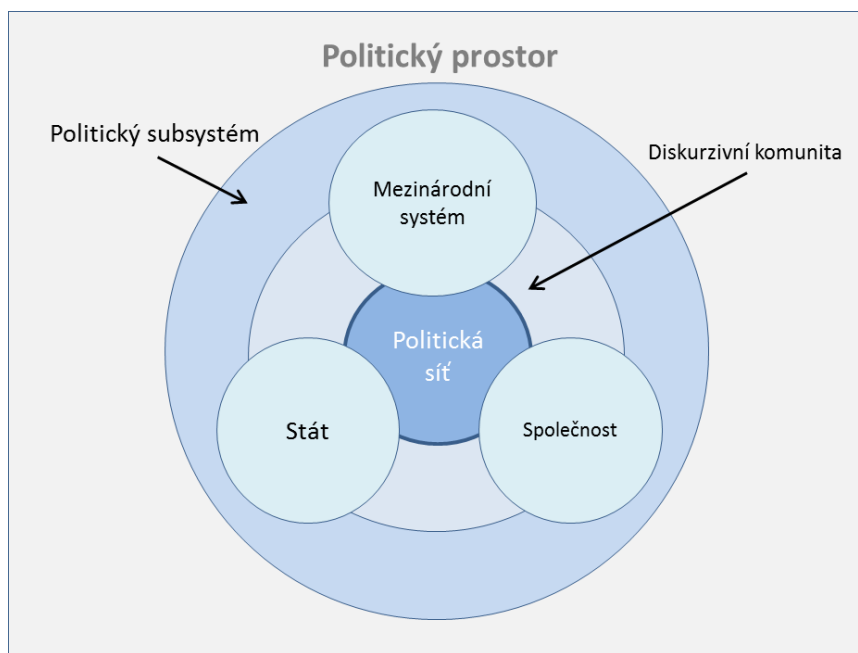 Politický prostor
Politický subsystém
Diskurzivní komunita
Mezinárodní
systém
Politická
síť
Stát
Společnost